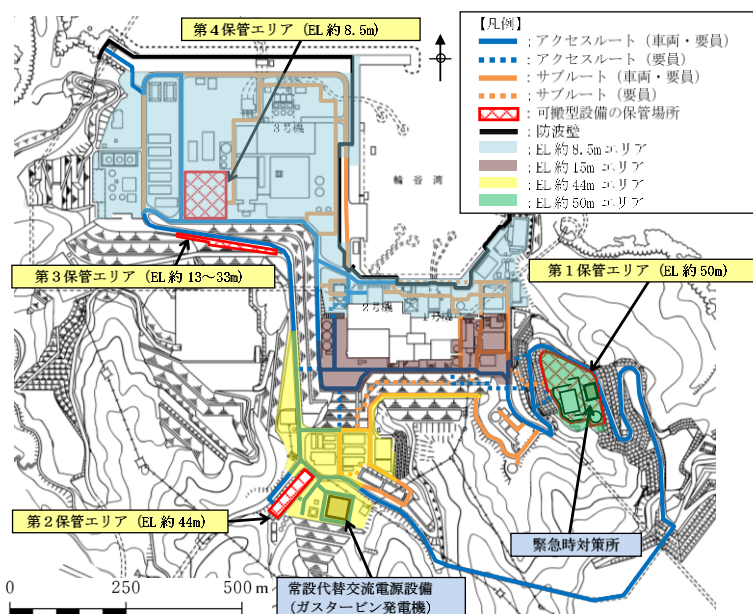 第4保管エリア (EL 約 8.5m)
【凡例】
: アクセスルート（車両・要員）
: アクセスルート（要員）
: サブルート（車両・要員）
: サブルート（要員）
: 可搬型設備の保管場所
: 防波壁
: EL 約 8.5m エリア
: EL 約 15m エリア
: EL 約 44m エリア
: EL 約 50m エリア
3号機
輪谷湾
第3保管エリア (EL 約 13～33m)
第1保管エリア (EL 約 50m)
2号機
号機
第2保管エリア (EL 約 44m)
緊急時対策所
常設代替交流電源設備
(ガスタービン発電機)
0 250 500 m